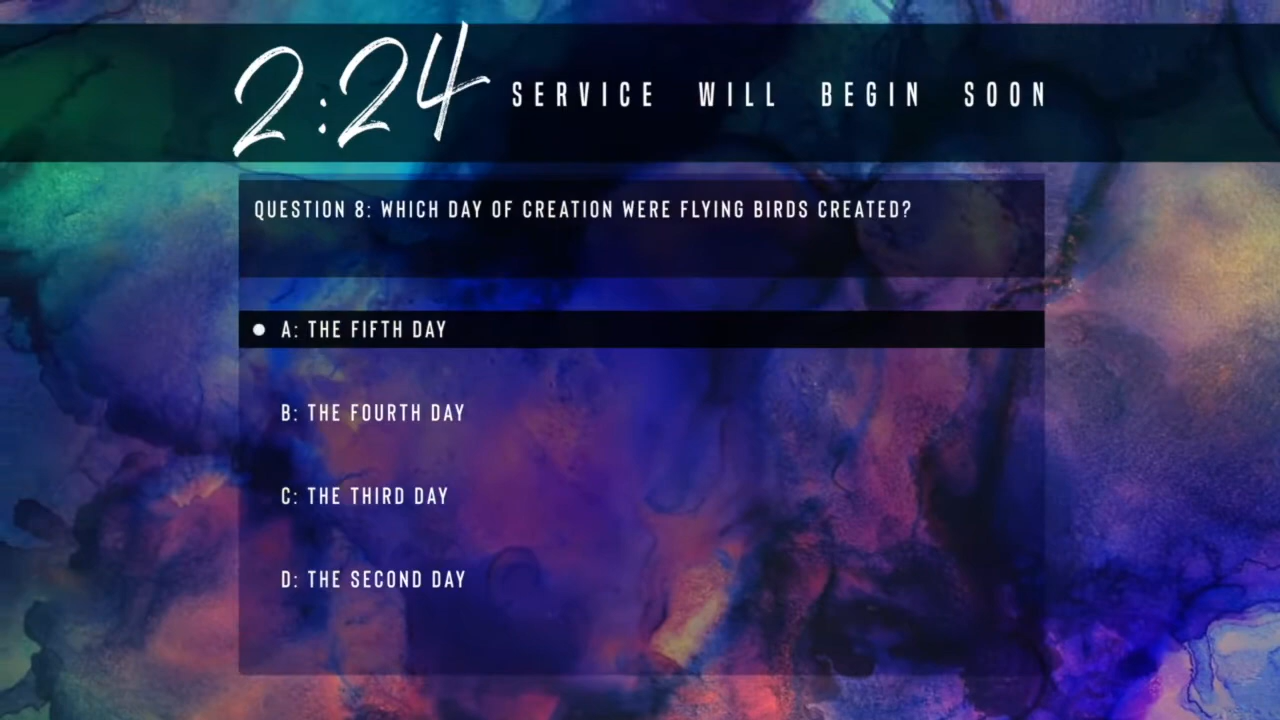 2:24 SERVICE WILL BEGIN SOON
QUESTION 8: WHICH DAY OF CREATION WERE FLYING BIRDS CREATED?
A: THE FIFTH DAY
B: THE FOURTH DAY
C: THE THIRD DAY
D: THE SECOND DAY